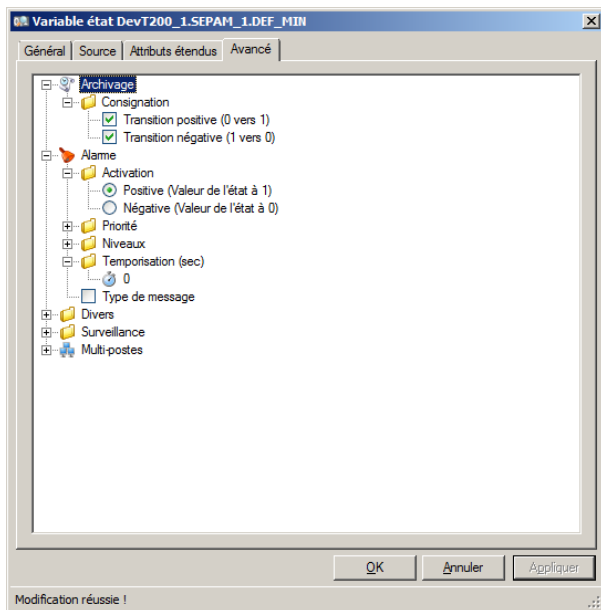 Variable état DevT200_1.SEPAM_1.DEF_MIN
Général Source Attributs étendus Avancé
Archivage
Consignation
Transition positive (0 vers 1)
Transition négative (1 vers 0)
Alarme
Activation
Positive (Valeur de l'état à 1)
Négative (Valeur de l'état à 0)
Priorité
Niveaux
Temporisation (sec)
0
Type de message
Divers
Surveillance
Multi-postes
OK Annuler Appliquer
Modification réussie !